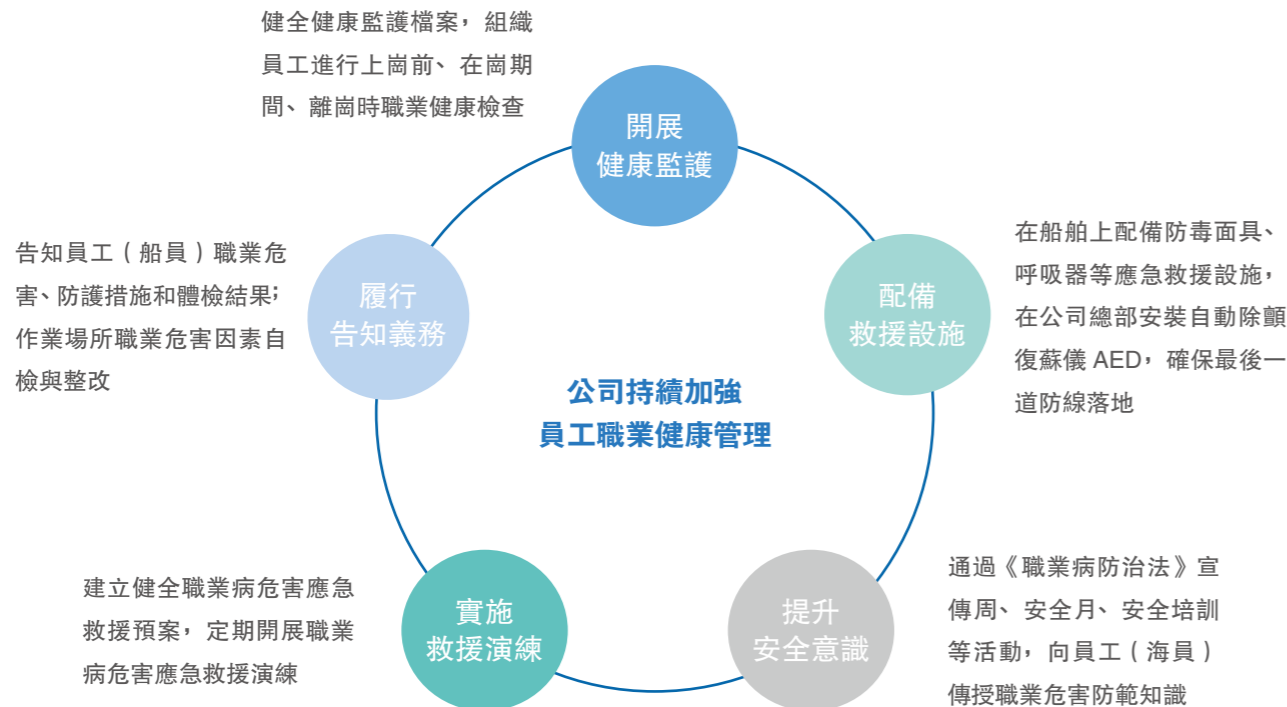 健全健康監護檔案，組織
員工進行上崗前、在崗期
間、離崗時職業健康檢查
開展
健康監護
告知員工（船員）職業危
害、防護措施和體檢結果；
作業場所職業危害因素自
檢與整改
履行
告知義務
配備
救援設施
在船舶上配備防毒面具、
呼吸器等應急救援設施，
在公司總部安裝自動除顫
復蘇儀 AED，確保最後一
道防線落地
公司持續加強
員工職業健康管理
建立健全職業病危害應急
救援預案，定期開展職業
病危害應急救援演練
實施
救援演練
提升
安全意識
通過《職業病防治法》宣
傳周、安全月、安全培訓
等活動，向員工（海員）
傳授職業危害防範知識